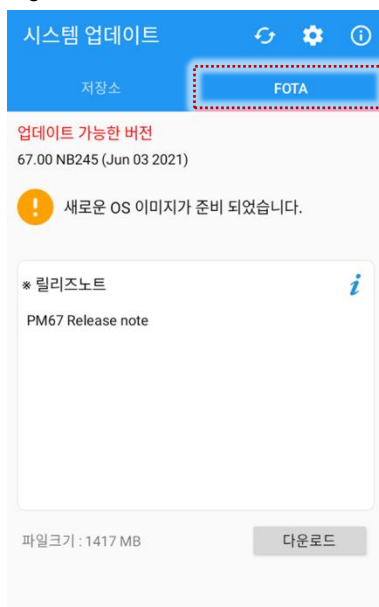 시스템 업데이트
저장소
FOTA
업데이트 가능한 버전
67.00 NB245 (Jun 03 2021)
새로운 OS 이미지가 준비 되었습니다.
※ 릴리즈노트
PM67 Release note
파일크기 : 1417 MB
다운로드